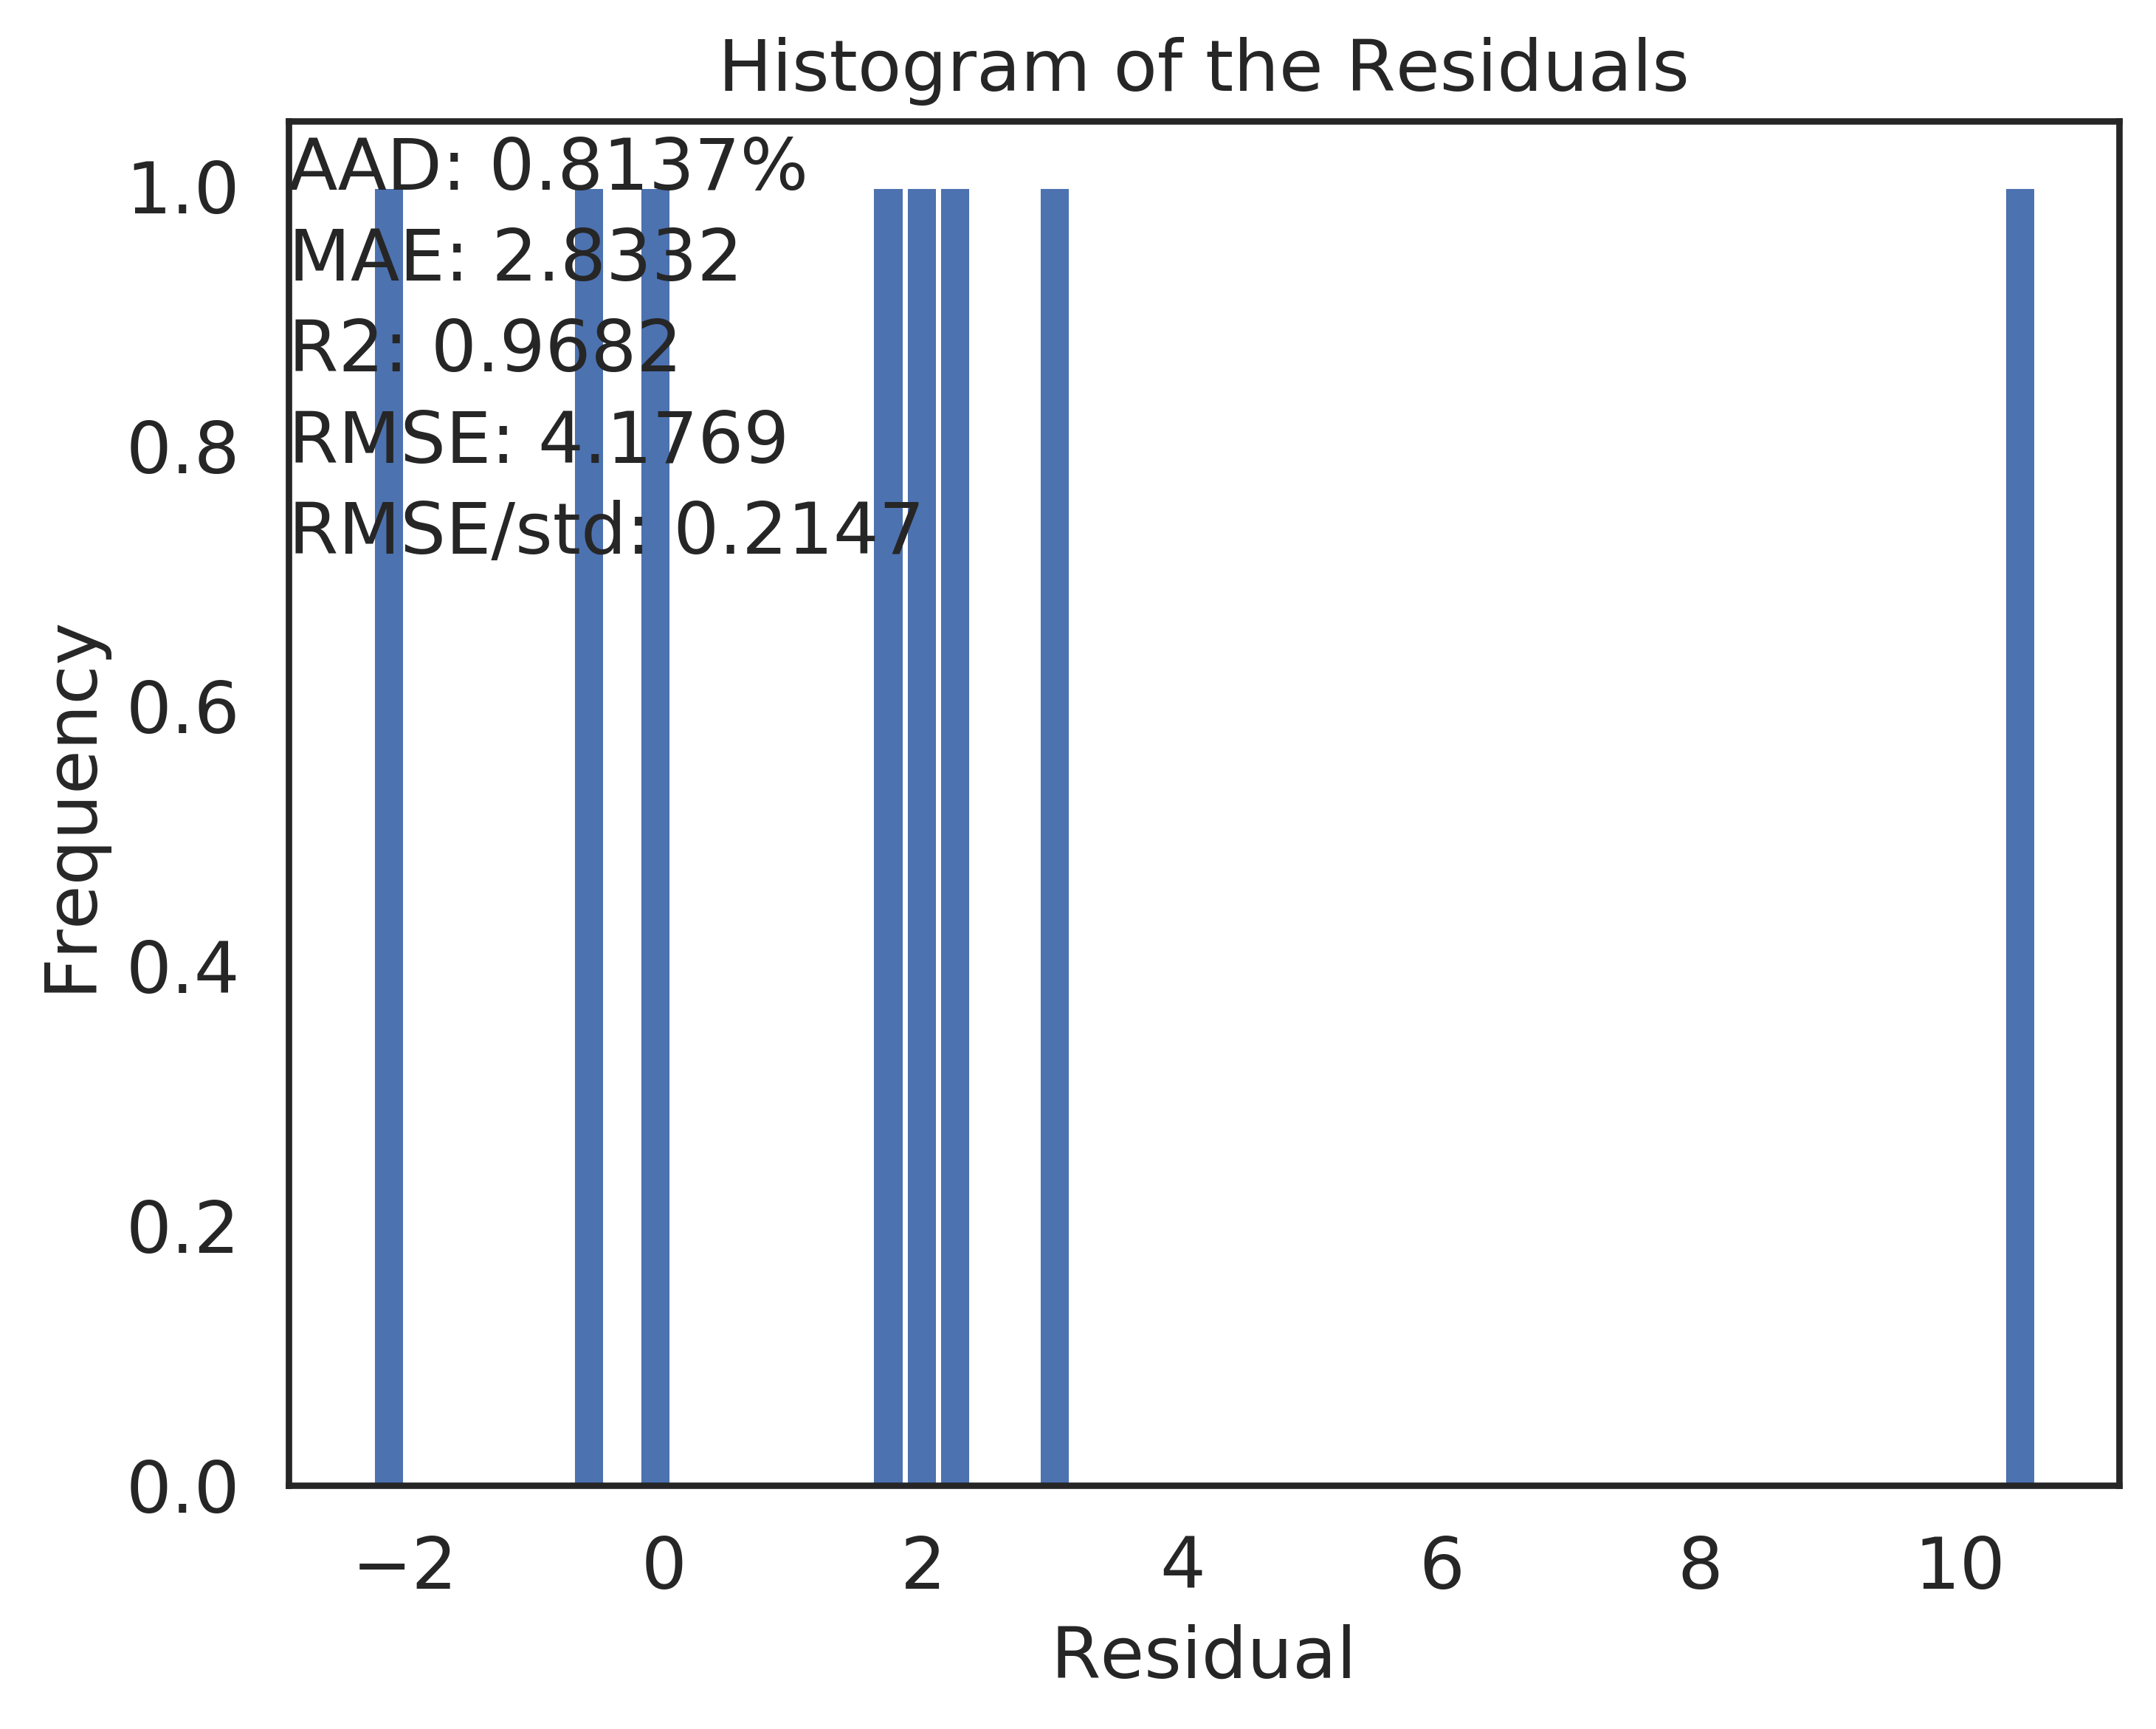 Histogram of the Residuals
AAD: 0.8137%
MAE: 2.8332
R2: 0.9682
RMSE: 4.1769
RMSE/std: 0.2147
1.0
0.8
0.6
0.4
0.2
0.0
Frequency
−2 0 2 4 6 8 10
Residual